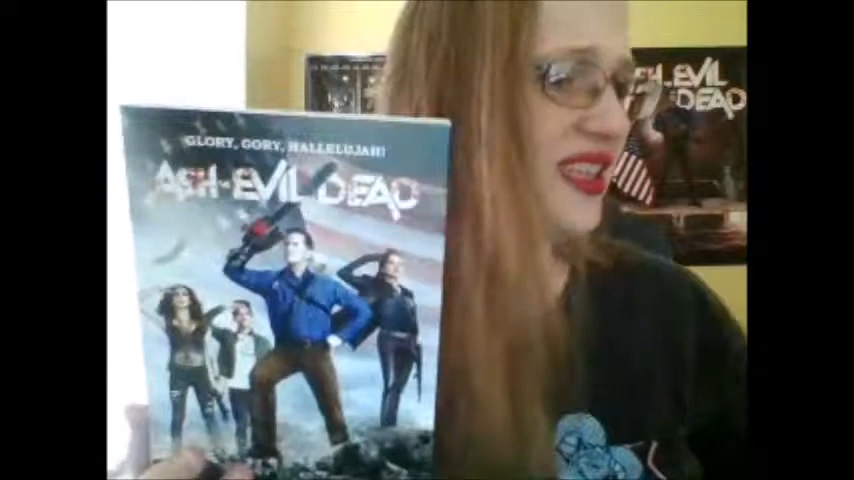 GLORY, GORY, HALLELUJAH!
ASH VS EVIL DEAD
ASH VS EVIL
DEAD